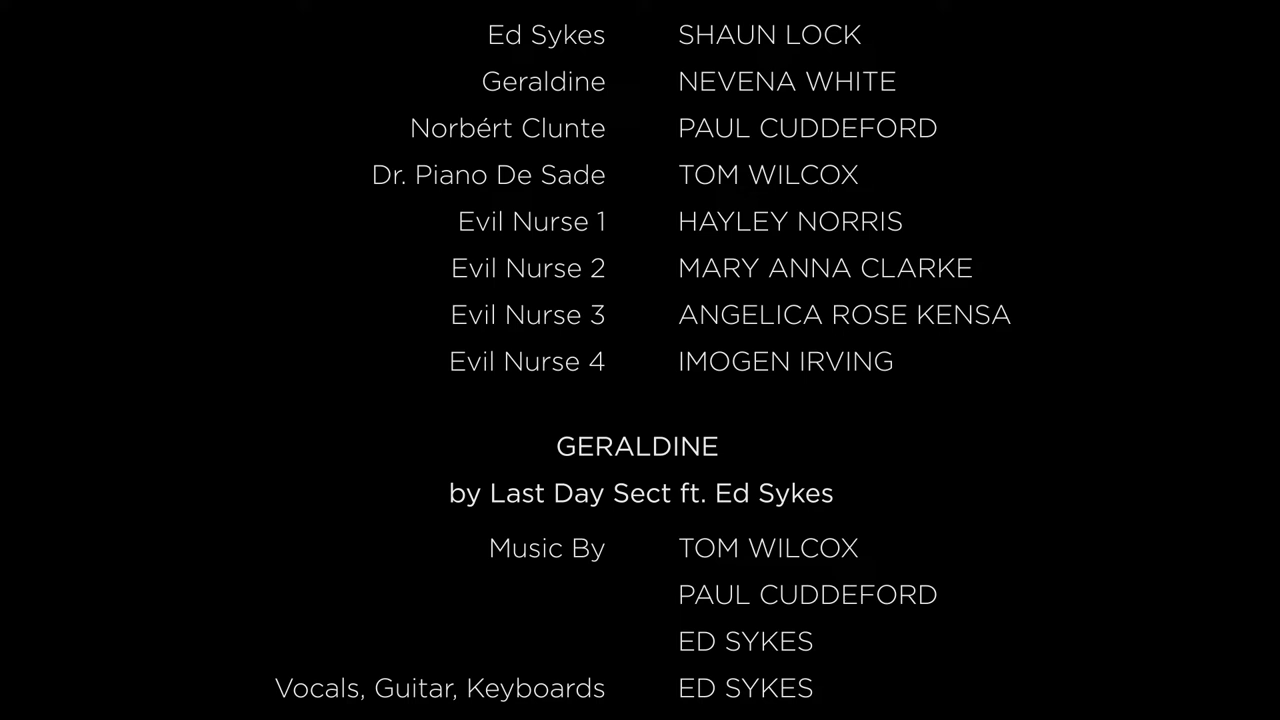 Ed Sykes SHAUN LOCK
Geraldine NEVENA WHITE
Norbért Clunte PAUL CUDDEFORD
Dr. Piano De Sade TOM WILCOX
Evil Nurse 1 HAYLEY NORRIS
Evil Nurse 2 MARY ANNA CLARKE
Evil Nurse 3 ANGELICA ROSE KENSA
Evil Nurse 4 IMOGEN IRVING
GERALDINE
by Last Day Sect ft. Ed Sykes
Music By TOM WILCOX
PAUL CUDDEFORD
ED SYKES
Vocals, Guitar, Keyboards ED SYKES